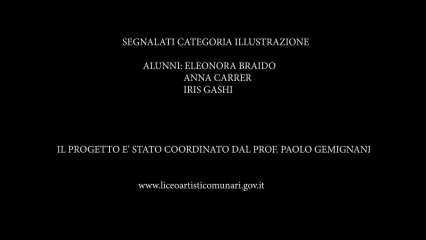 SEGNALATI CATEGORIA ILLUSTRAZIONE
ALUNNI: ELEONORA BRAIDO
ANNA CARRER
IRIS GASHI
IL PROGETTO E' STATO COORDINATO DAL PROF. PAOLO GEMIGNANI
www.liceoartisticomunari.gov.it